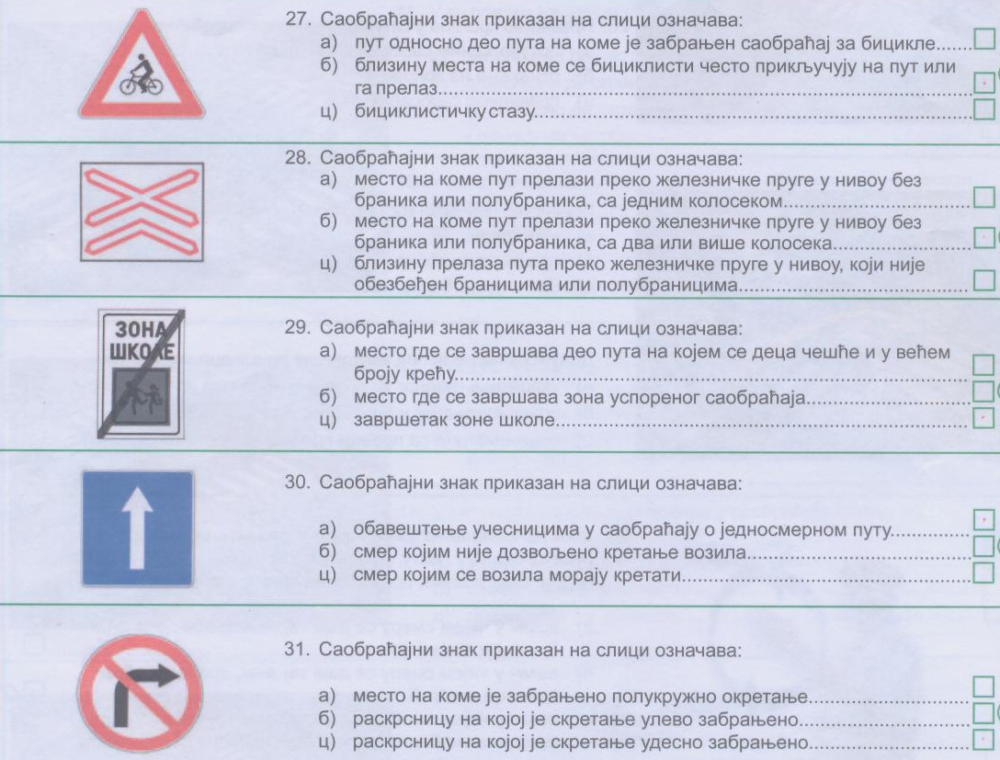 27. Саобраћајни знак приказан на слици означава:
а) пут односно део пута на коме је забрањен саобраћај за бицикле.......
б) близину места на коме се бициклисти често прикључују на пут или
га прелаз..........
ц) бициклистичку стазу..........
28. Саобраћајни знак приказан на слици означава:
а) место на коме пут прелази преко железничке пруге у нивоу без
браника или полубраника, са једним колосеком..........
б) место на коме пут прелази преко железничке пруге у нивоу без
браника или полубраника, са два или више колосека..........
ц) близину прелаза пута преко железничке пруге у нивоу, који није
обезбеђен браницима или полубраницима..........
ЗОНА
ШКОЛЕ
29. Саобраћајни знак приказан на слици означава:
а) место где се завршава део пута на којем се деца чешће и у већем
броју крећу..........
б) место где се завршава зона успореног саобраћаја..........
ц) завршетак зоне школе..........
30. Саобраћајни знак приказан на слици означава:
а) обавештење учесницима у саобраћају о једносмерном путу..........
б) смер којим није дозвољено кретање возила..........
ц) смер којим се возила морају кретати..........
31. Саобраћајни знак приказан на слици означава:
а) место на коме је забрањено полукружно окретање..........
б) раскрсницу на којој је скретање улево забрањено..........
ц) раскрсницу на којој је скретање удесно забрањено..........